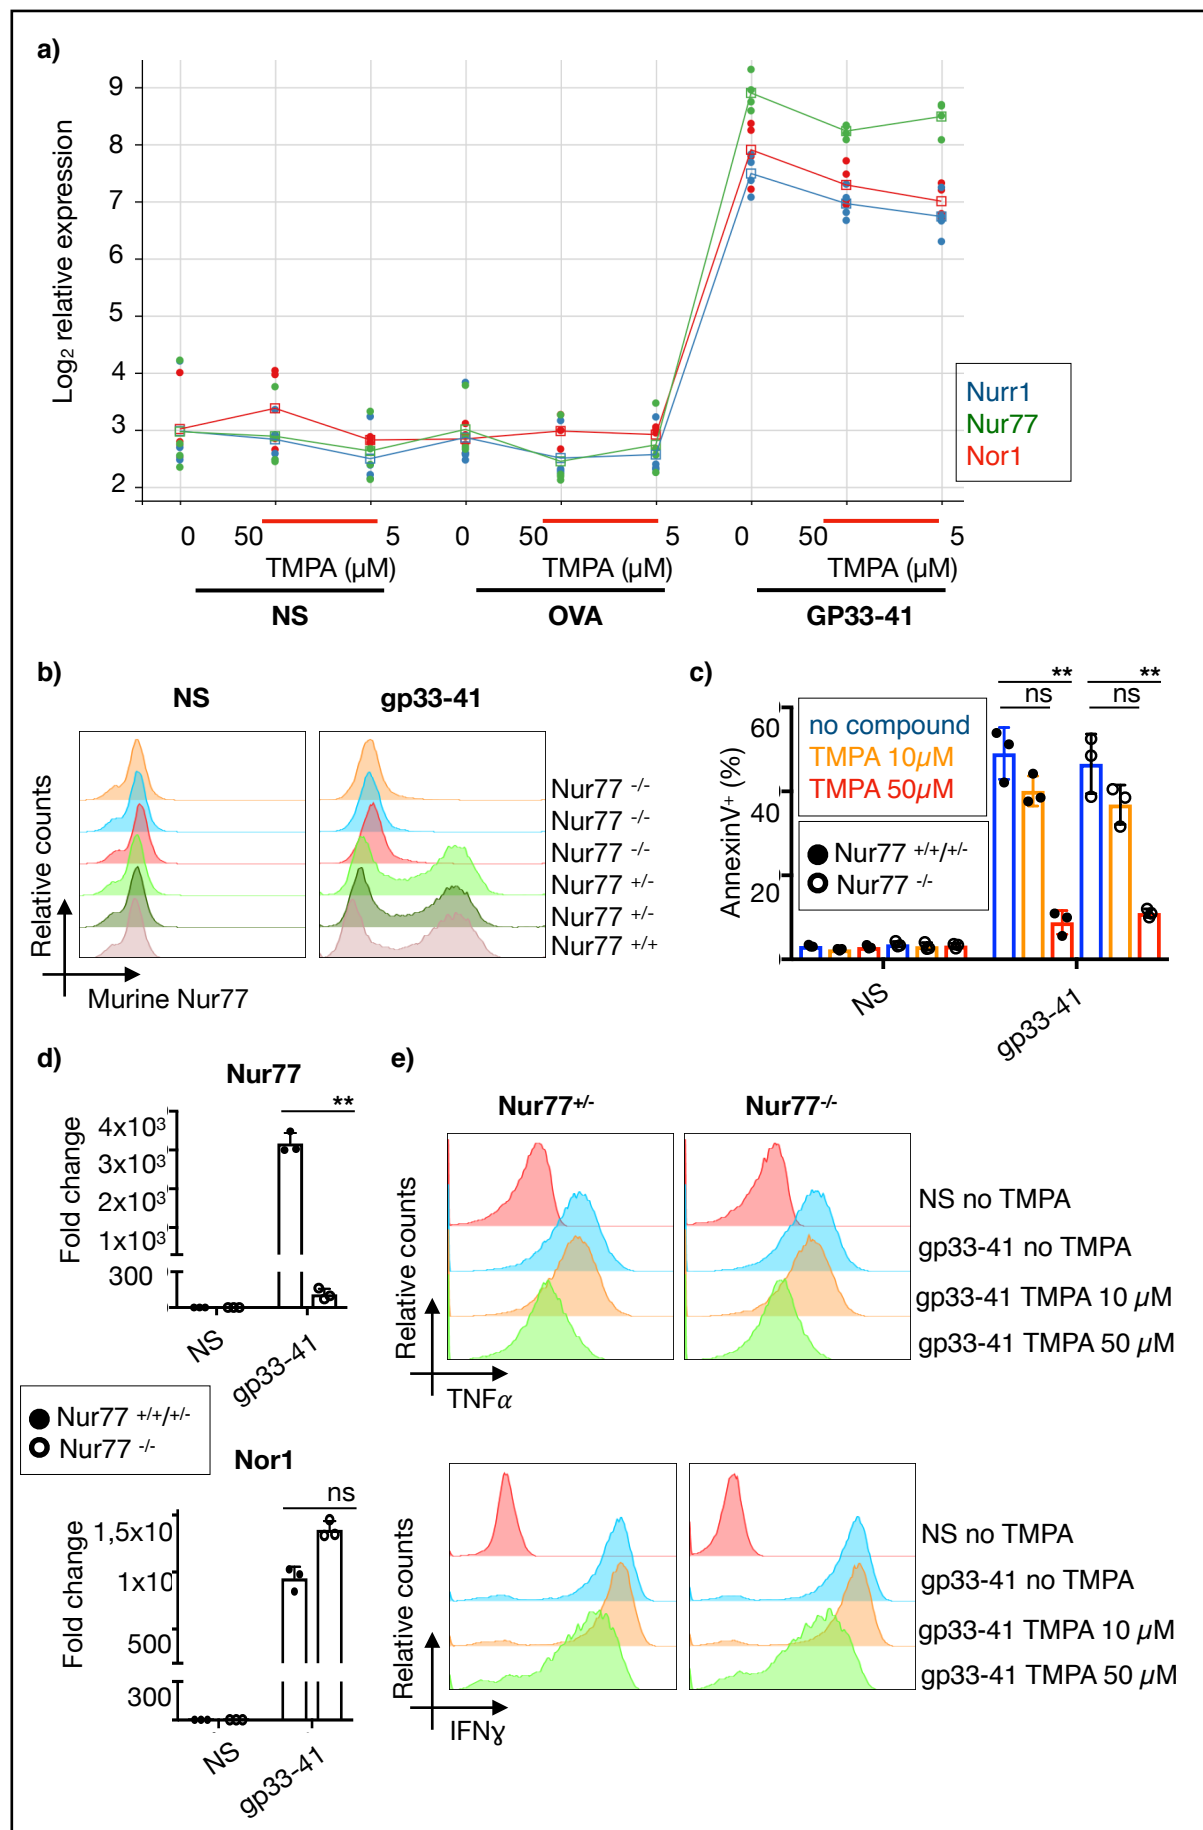 a)
Log2 relative expression
9
8
7
6
5
4
3
2
Nurr1
Nur77
Nor1
0 50 5 0 50 5 0 50 5
TMPA (µM) TMPA (µM) TMPA (µM)
NS OVA GP33-41
b)
NS gp33-41
Relative counts
Murine Nur77
Nur77 -/-
Nur77 -/-
Nur77 -/-
Nur77 +/-
Nur77 +/-
Nur77 +/+
c)
** **
ns ns
AnnexinV+ (%)
60
40
20
no compound
TMPA 10µM
TMPA 50µM
Nur77 +/+/+/-
Nur77 -/-
NS gp33-41
d)
Nur77
**
Fold change
4x10³
3x10³
2x10³
1x10³
300
NS gp33-41
Nur77 +/+/+/-
Nur77 -/-
Nor1
ns
Fold change
1,5x10
1x10
500
300
NS gp33-41
e)
Nur77+/- Nur77-/-
Relative counts
TNFα
NS no TMPA
gp33-41 no TMPA
gp33-41 TMPA 10 µM
gp33-41 TMPA 50 µM
Relative counts
IFNγ
NS no TMPA
gp33-41 no TMPA
gp33-41 TMPA 10 µM
gp33-41 TMPA 50 µM